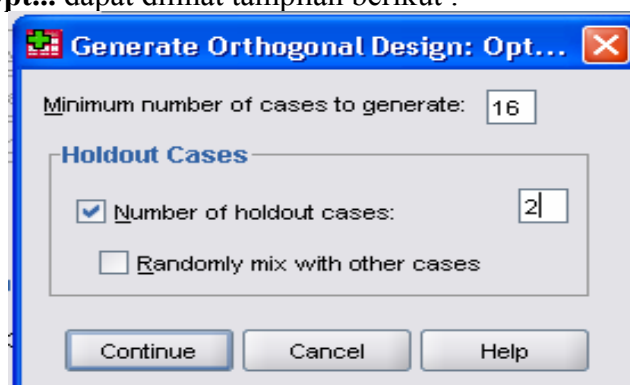 pt... dapat dilihat tampilan berikut :
Generate Orthogonal Design: Opt...
Minimum number of cases to generate: 16
Holdout Cases
Number of holdout cases: 2
Randomly mix with other cases
Continue Cancel Help